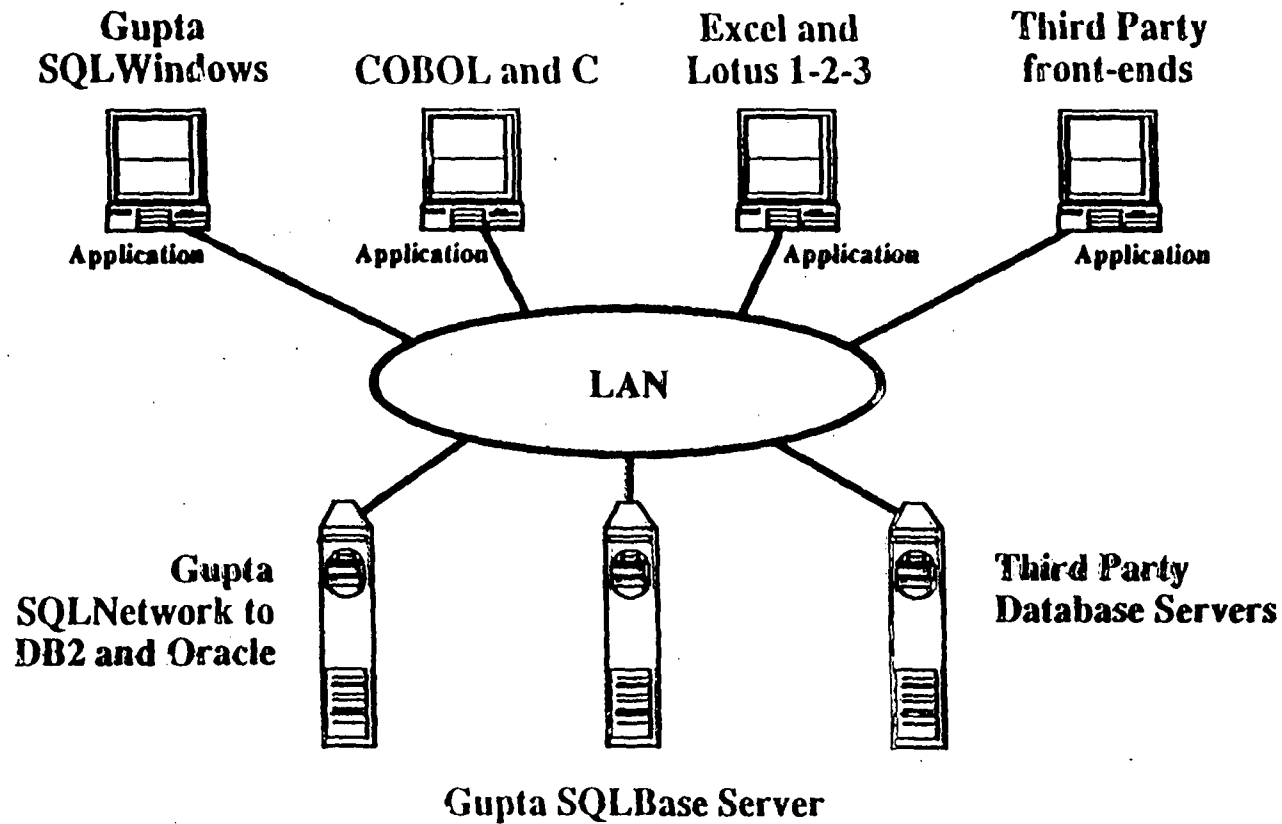 Gupta
SQLWindows
COBOL and C
Excel and
Lotus 1-2-3
Third Party
front-ends
Application
Application
Application
Application
LAN
Gupta
SQLNetwork to
DB2 and Oracle
Third Party
Database Servers
Gupta SQLBase Server